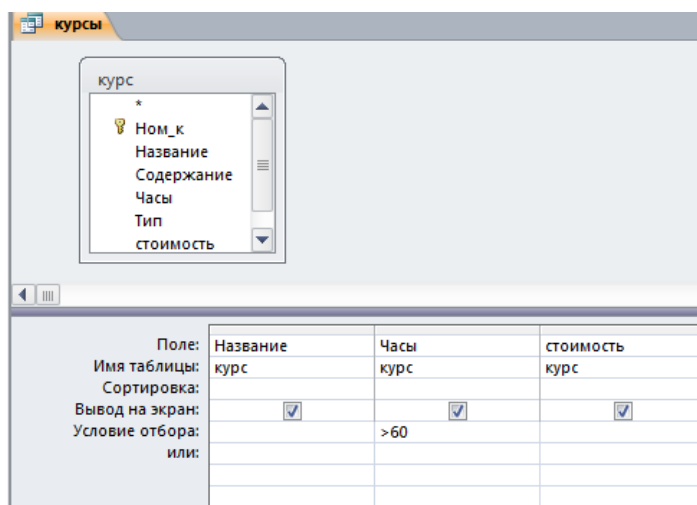 курсы
курс
*
Ном_к
Название
Содержание
Часы
Тип
стоимость
Поле: Название Часы стоимость
Имя таблицы: курс курс курс
Сортировка:
Вывод на экран:
Условие отбора: >60
или: